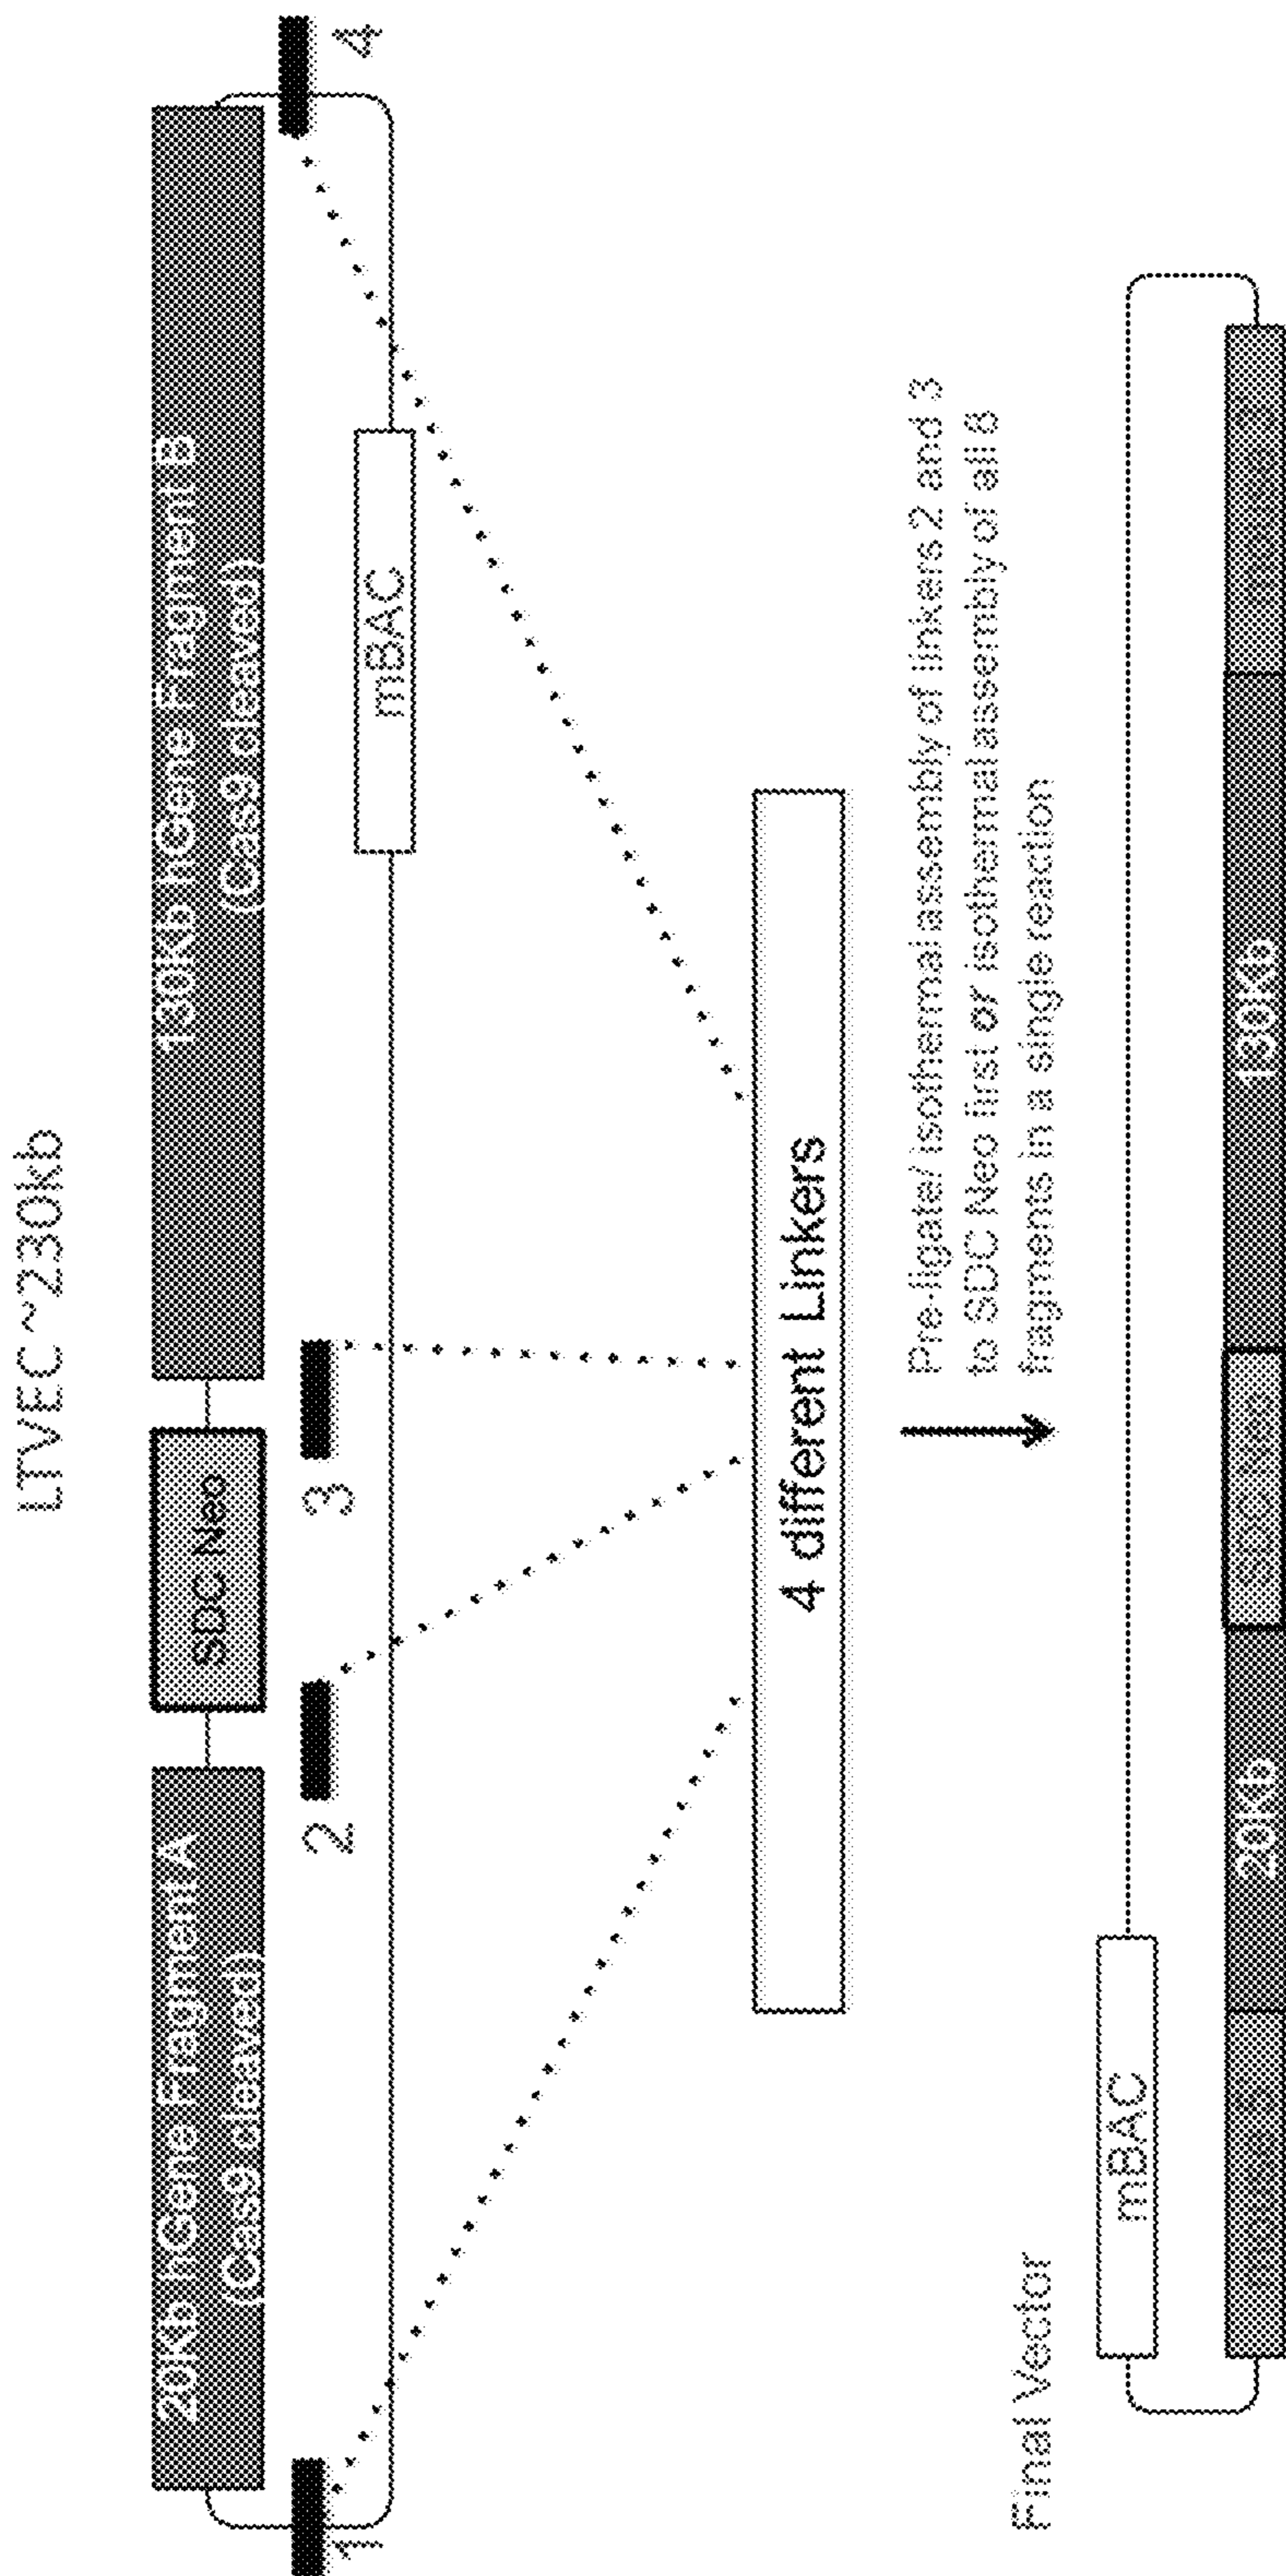 LTVEC ~230kb
20Kb hGene Fragment A
(Cas9 cleaved)
SDC Neo
130Kb hGene Fragment B
(Cas9 cleaved)
1
2
3
4
mBAC
4 different Linkers
Pre-ligate/ isothermal assembly of linkers 2 and 3
to SDC Neo first or isothermal assembly of all 8
fragments in a single reaction
Final Vector
mBAC
20Kb
130Kb